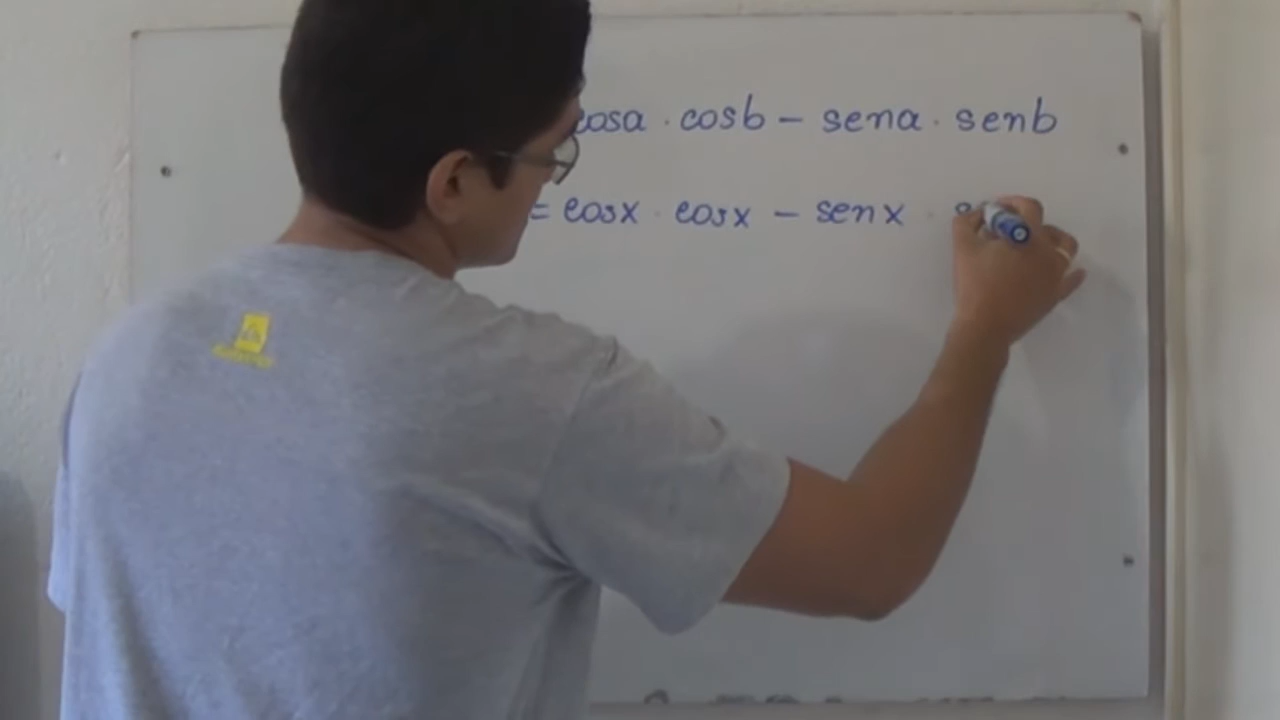 cosa · cosb - sena · senb
= cosx · cosx - senx ·